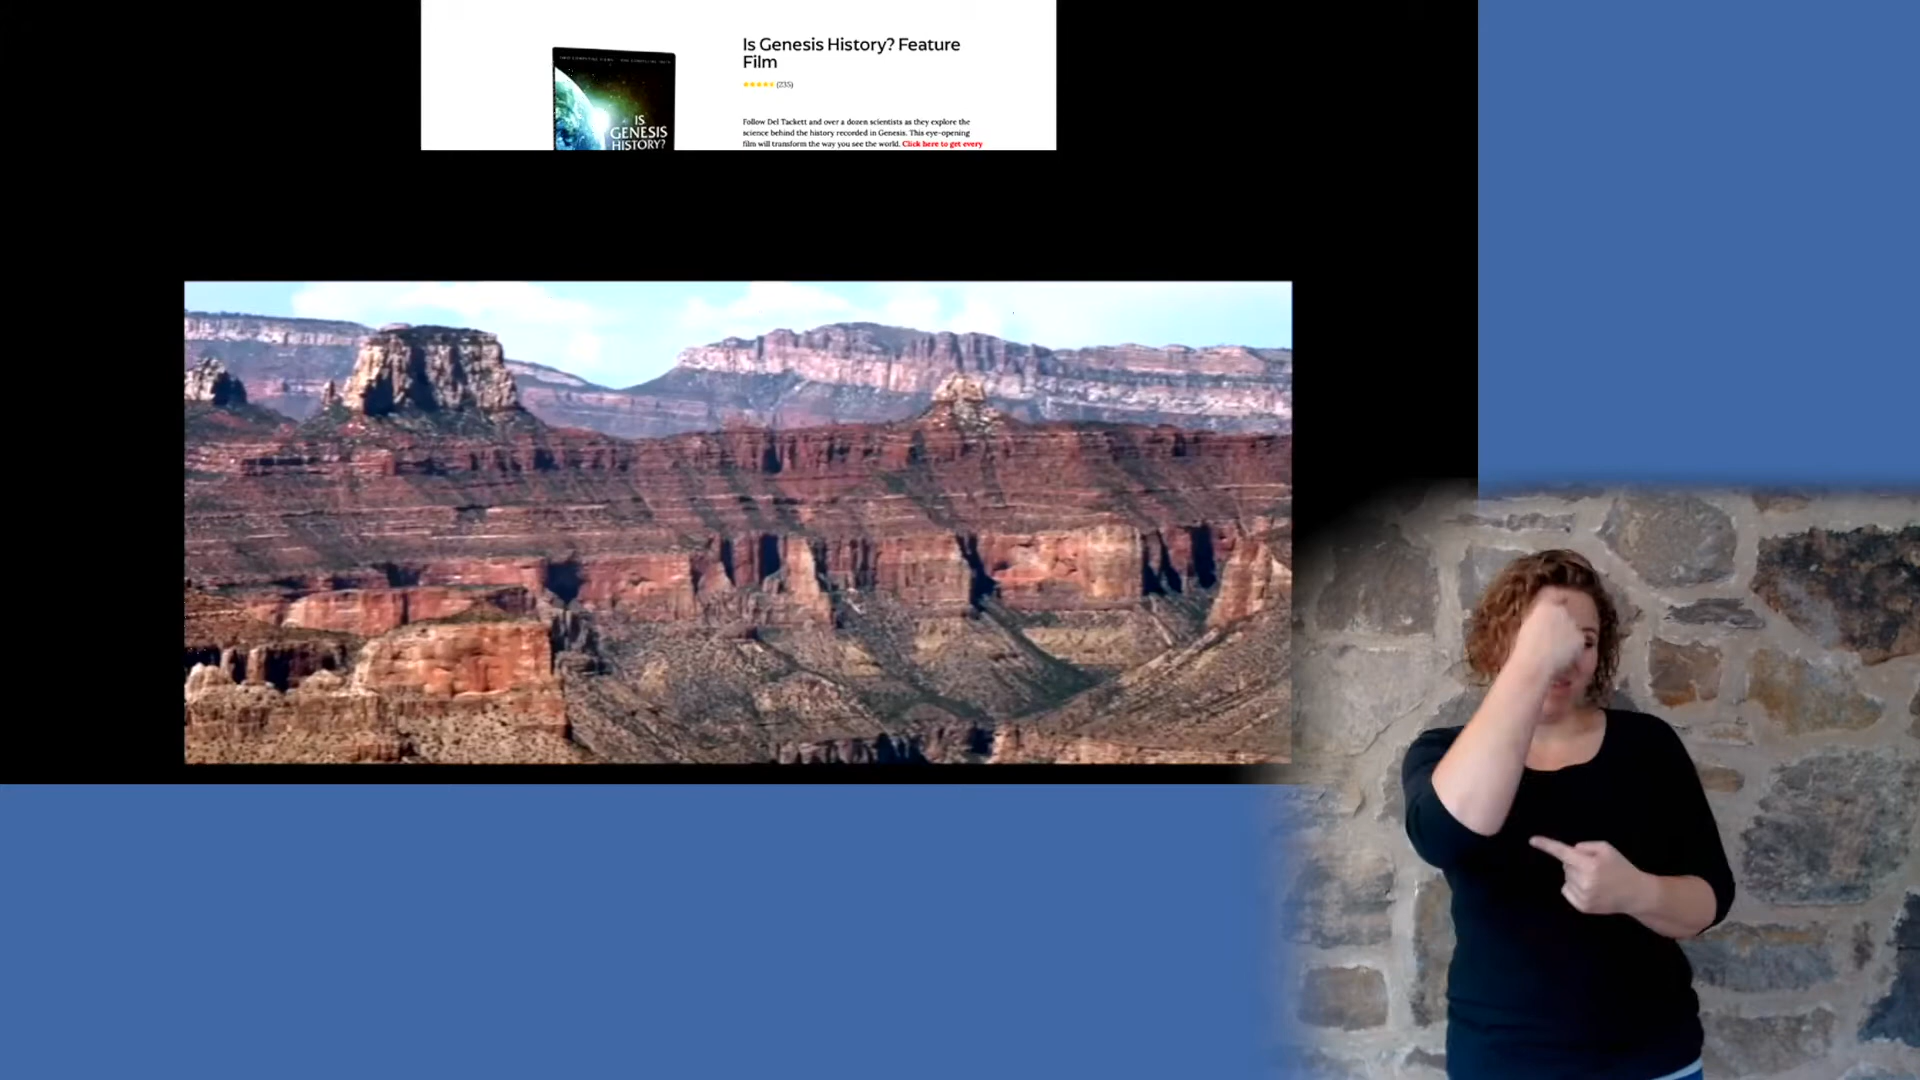 Is Genesis History? Feature
Film
(235)
IS
GENESIS
HISTORY?
Follow Del Tackett and over a dozen scientists as they explore the
science behind the history recorded in Genesis. This eye-opening
film will transform the way you see the world. Click here to get every